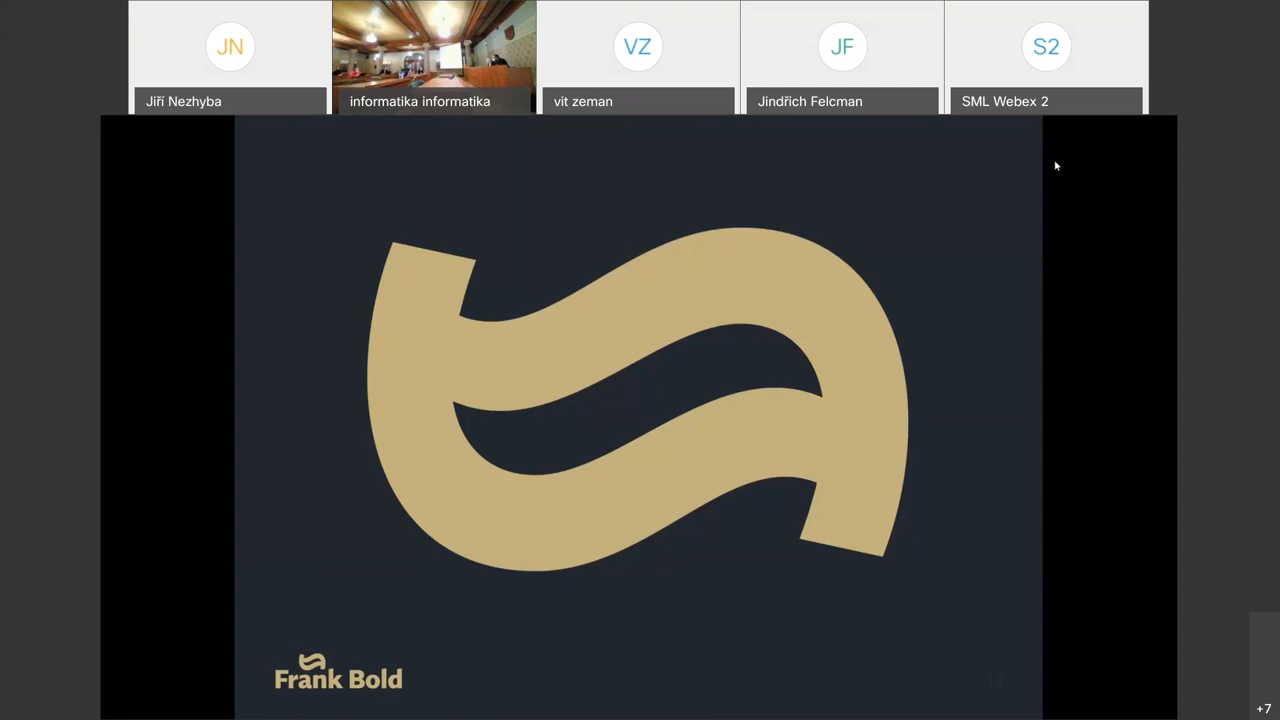 JN
VZ
JF
S2
Jiří Nezhyba
informatika informatika
vit zeman
Jindřich Felcman
SML Webex 2
Frank Bold
+7